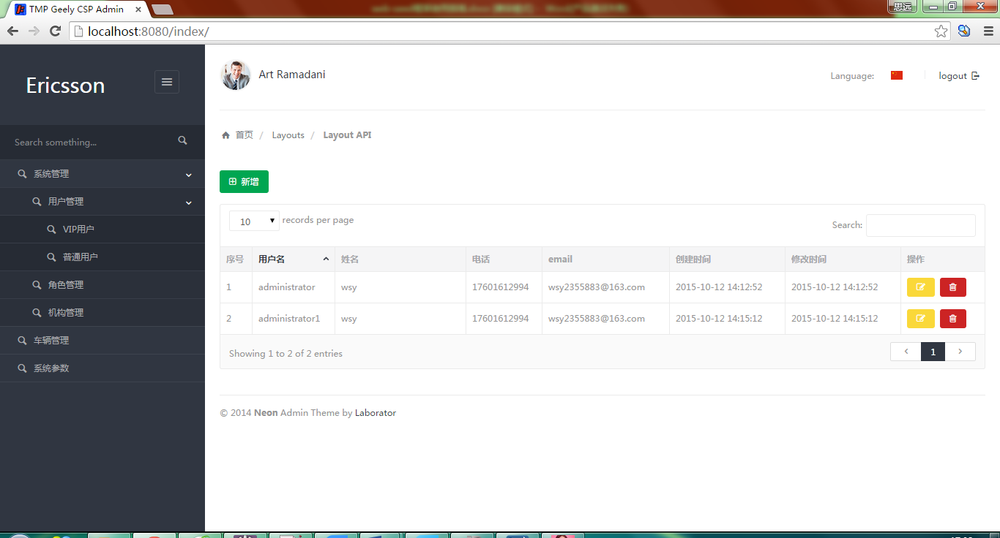 TMP Geely CSP Admin
思远
localhost:8080/index/
Ericsson
Art Ramadani
Language:
logout
Search something...
首页 / Layouts / Layout API
系统管理
用户管理
VIP用户
普通用户
角色管理
机构管理
车辆管理
系统参数
新增
10 records per page
Search:
序号 用户名 姓名 电话 email 创建时间 修改时间 操作
1 administrator wsy 17601612994 wsy2355883@163.com 2015-10-12 14:12:52 2015-10-12 14:12:52
2 administrator1 wsy 17601612994 wsy2355883@163.com 2015-10-12 14:15:12 2015-10-12 14:15:12
Showing 1 to 2 of 2 entries
1
© 2014 Neon Admin Theme by Laborator